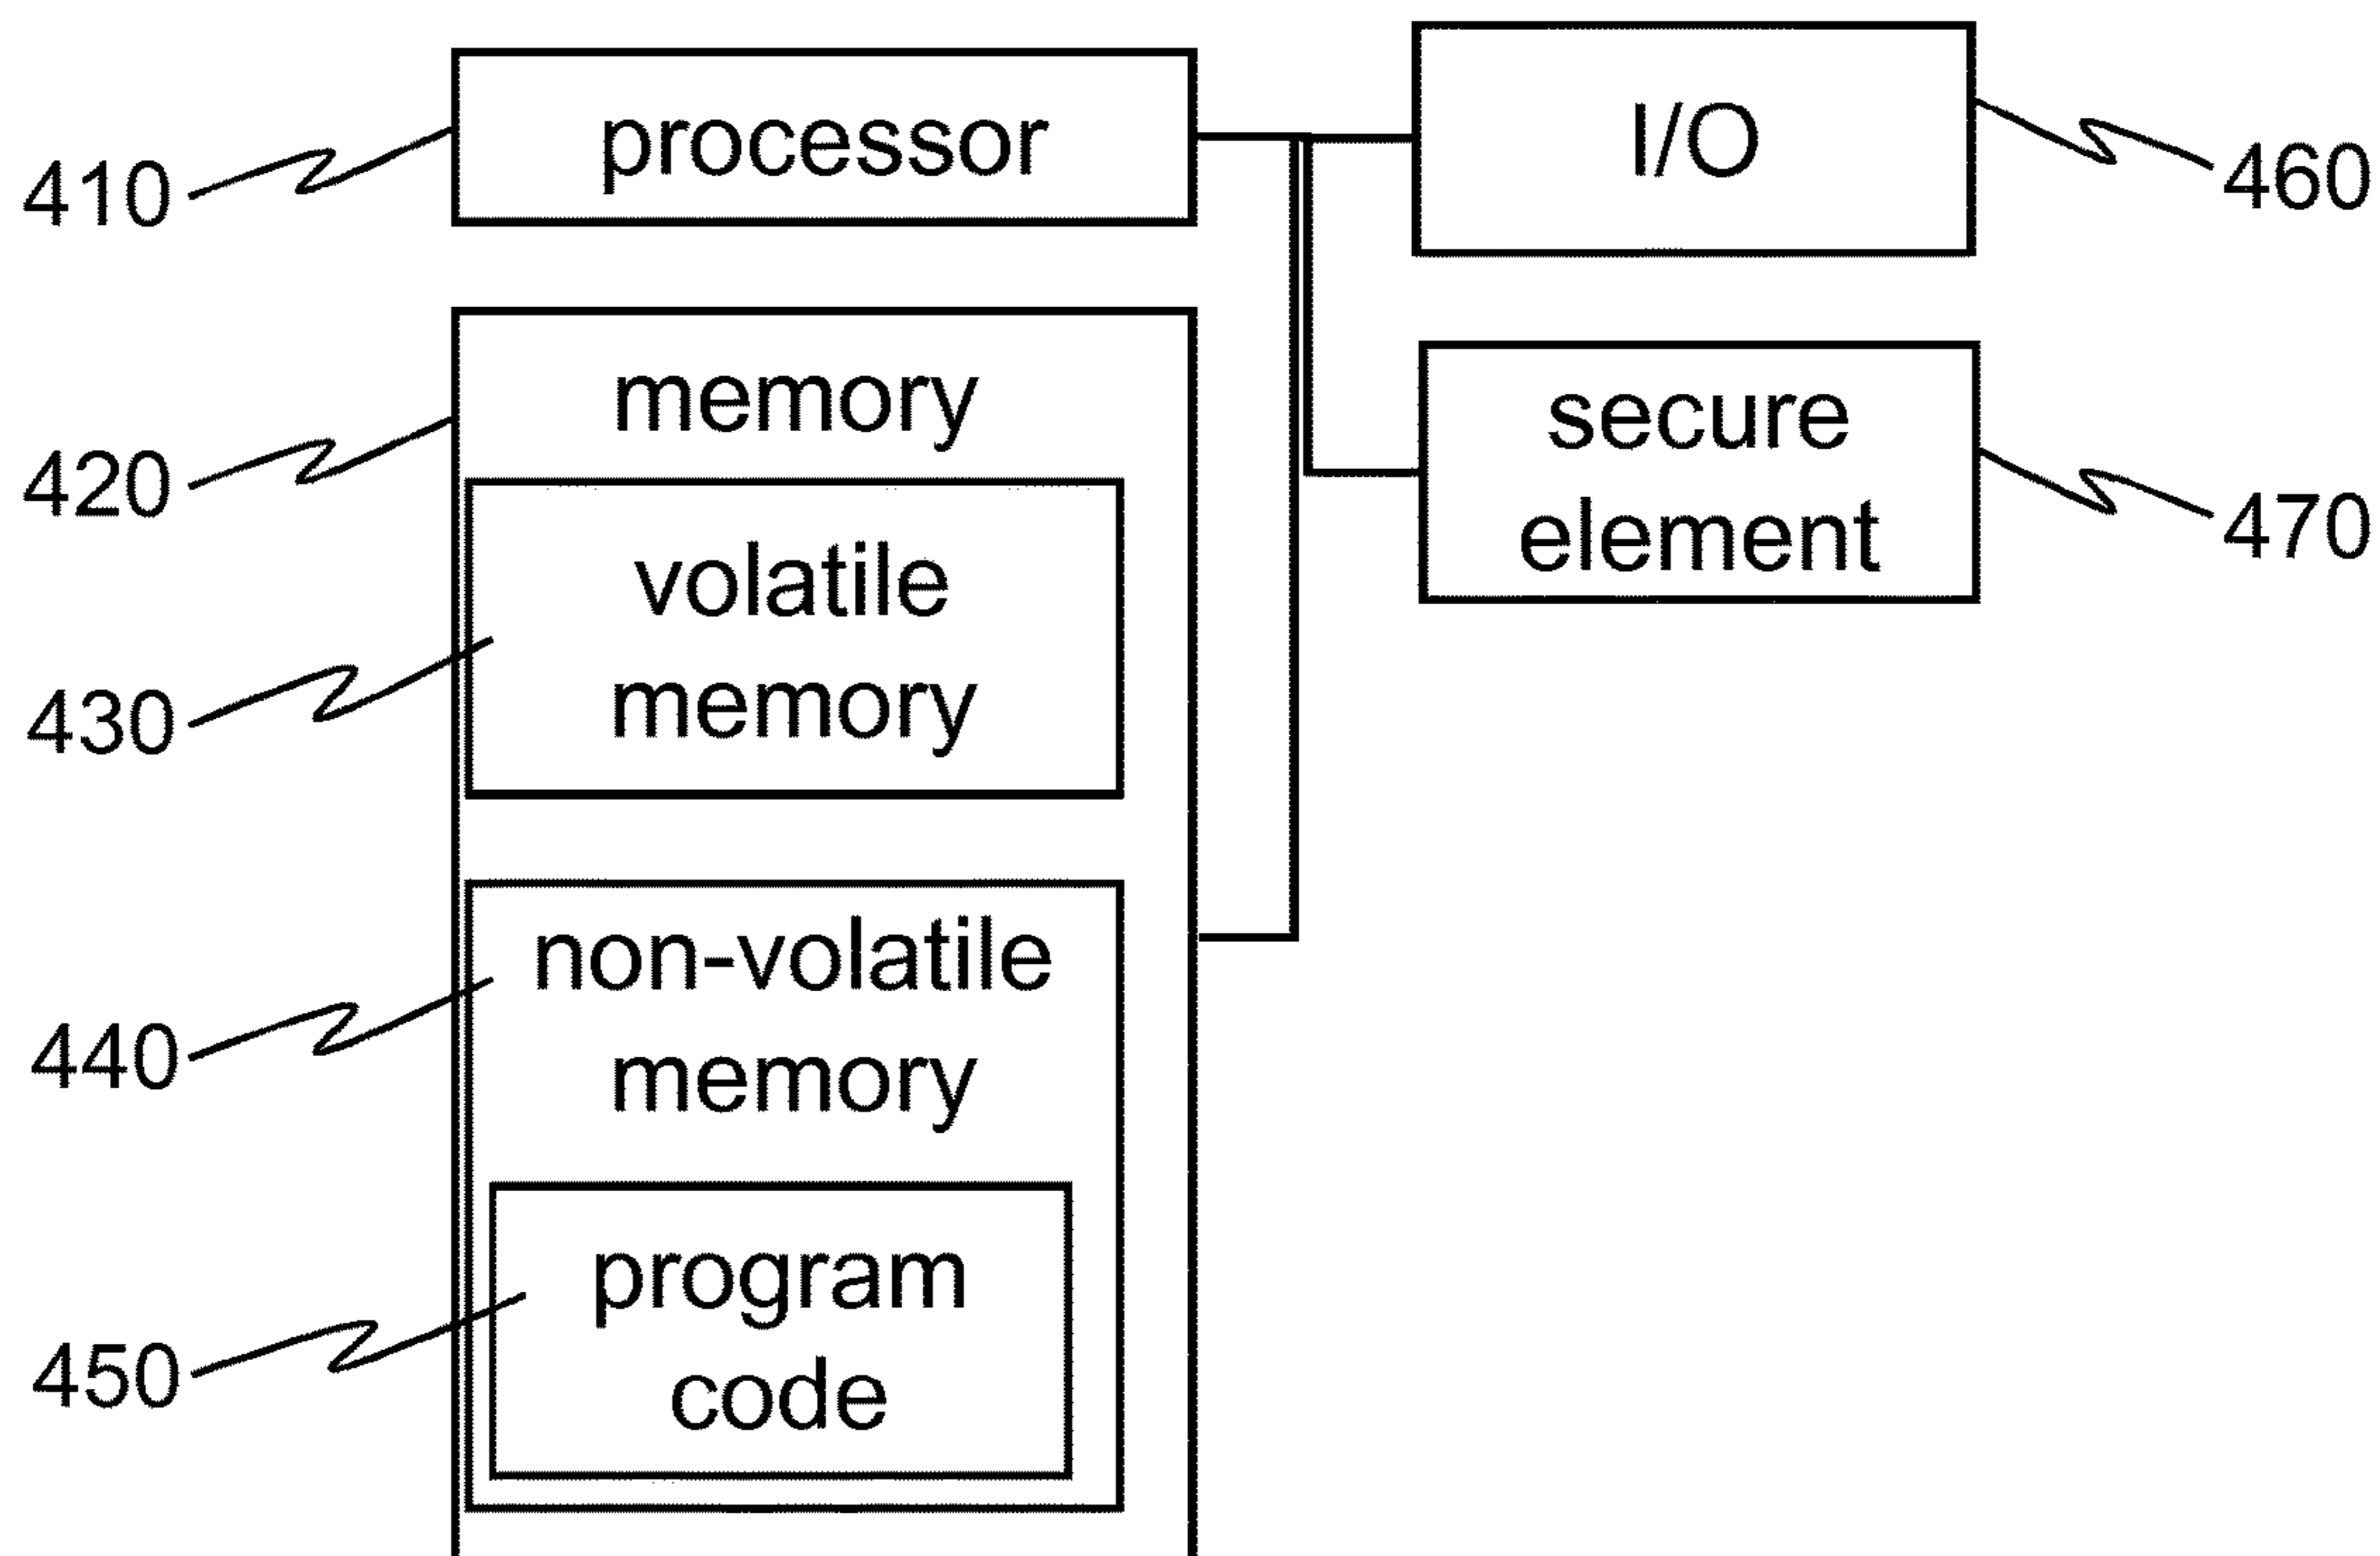 processor
I/O
410
460
memory
secure
element
420
470
volatile
memory
430
non-volatile
memory
440
program
code
450